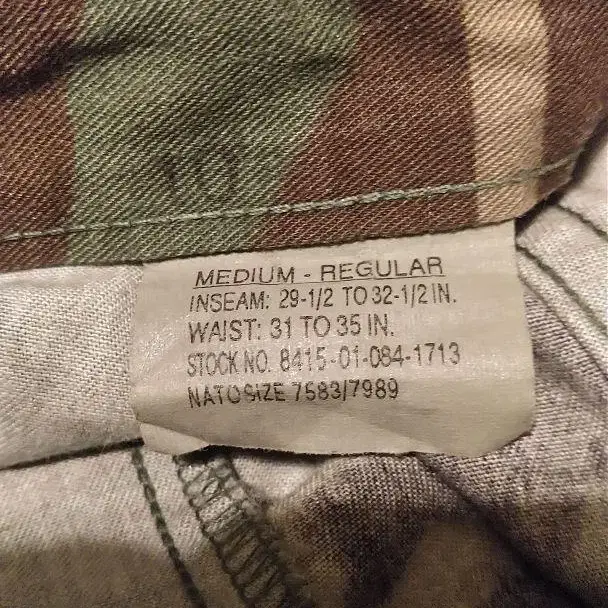 MEDIUM - REGULAR
INSEAM: 29-1/2 TO 32-1/2 IN.
WAIST: 31 TO 35 IN.
STOCK NO. 8415-01-084-1713
NATO SIZE 7583/7989